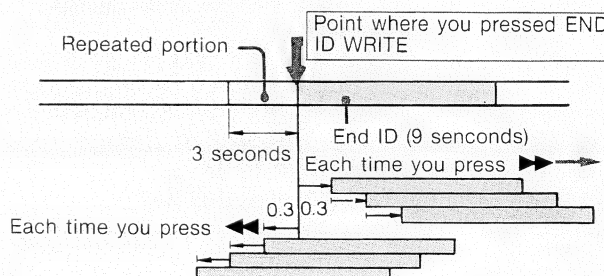 Point where you pressed END
ID WRITE
Repeated portion
End ID (9 senconds)
3 seconds
Each time you press
0.3 0.3
Each time you press